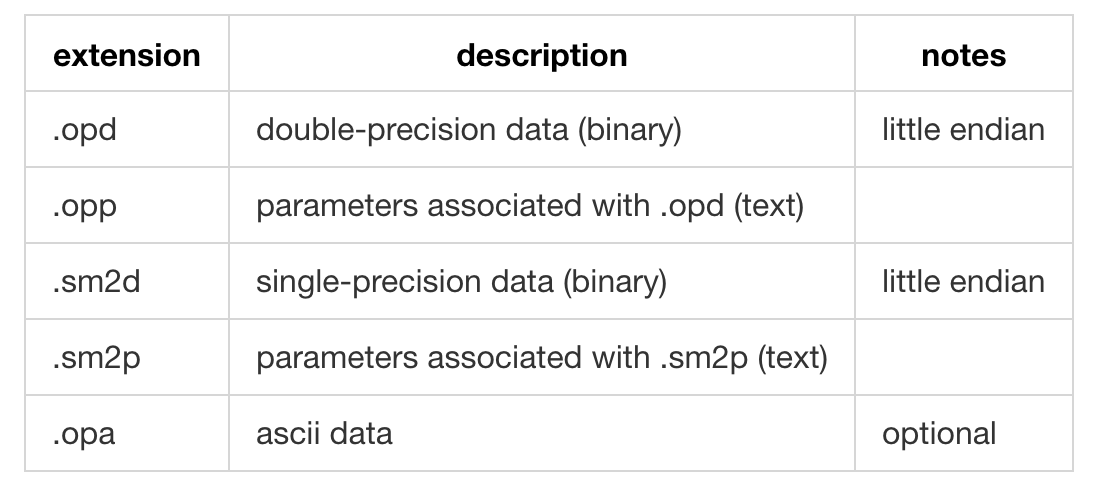 extension description notes
.opd double-precision data (binary) little endian
.opp parameters associated with .opd (text)
.sm2d single-precision data (binary) little endian
.sm2p parameters associated with .sm2p (text)
.opa ascii data optional